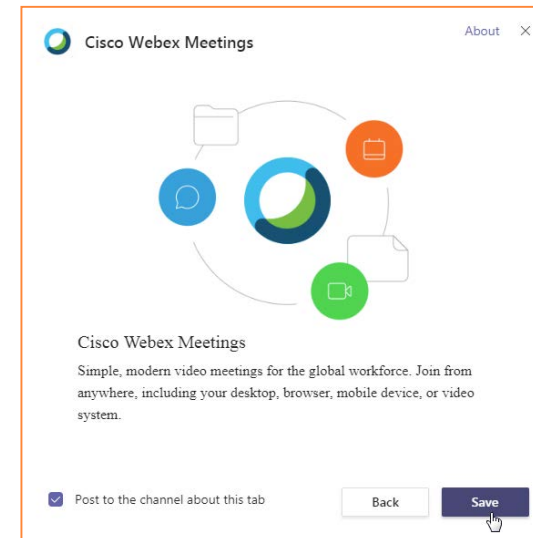 Cisco Webex Meetings
About
Cisco Webex Meetings
Simple, modern video meetings for the global workforce. Join from
anywhere, including your desktop, browser, mobile device, or video
system.
Post to the channel about this tab
Back
Save